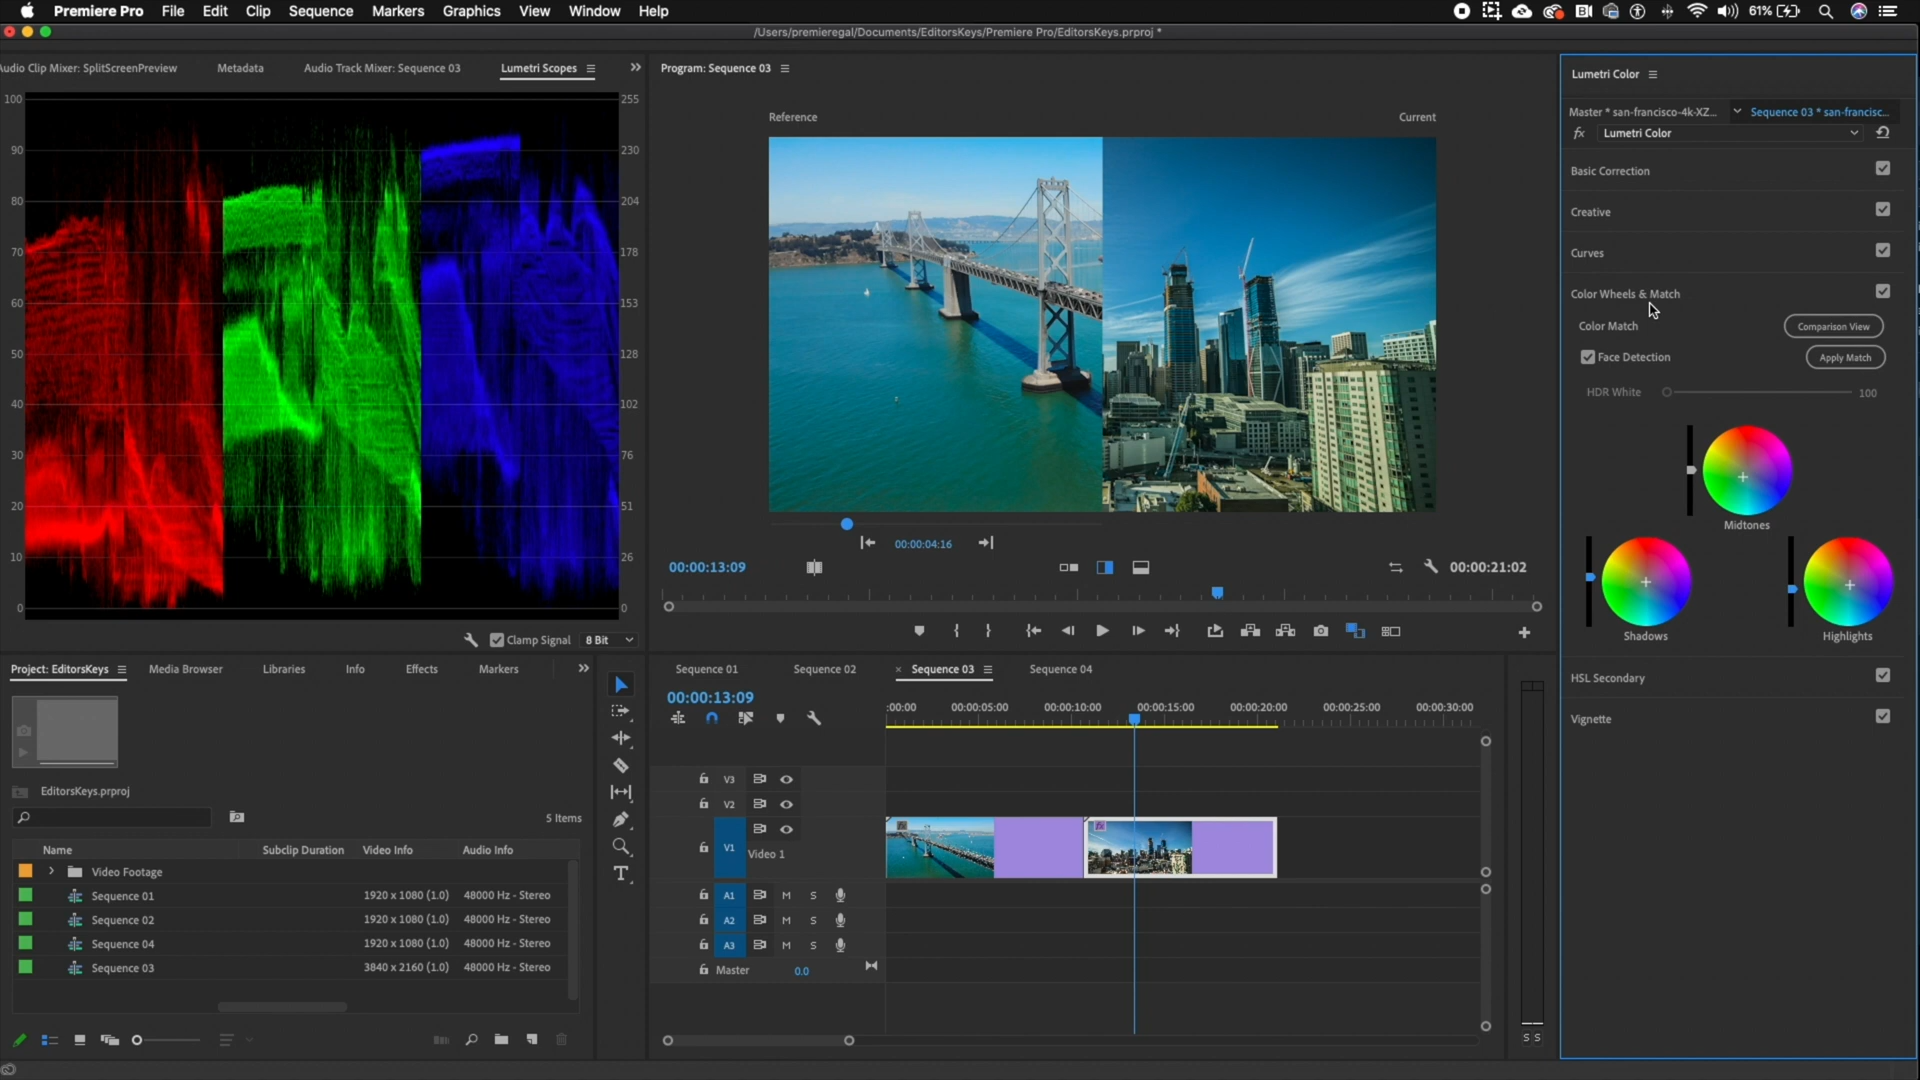 Premiere Pro File Edit Clip Sequence Markers Graphics View Window Help 61%
/Users/premieregal/Documents/EditorsKeys/Premiere Pro/EditorsKeys.prproj *
Audio Clip Mixer: SplitScreenPreview Metadata Audio Track Mixer: Sequence 03 Lumetri Scopes
100 255
90 230
80 204
70 178
60 153
50 128
40 102
30 76
20 51
10 26
0 0
Clamp Signal 8 Bit
Program: Sequence 03
Reference Current
00:00:04:16
00:00:13:09 00:00:21:02
Lumetri Color
Master * san-francisco-4k-XZ... Sequence 03 * san-francisc...
fx Lumetri Color
Basic Correction
Creative
Curves
Color Wheels & Match
Color Match Comparison View
Face Detection Apply Match
HDR White 100
Midtones
Shadows Highlights
HSL Secondary
Vignette
Project: EditorsKeys Media Browser Libraries Info Effects Markers
EditorsKeys.prproj
5 Items
Name Subclip Duration Video Info Audio Info
Video Footage
Sequence 01 1920 x 1080 (1.0) 48000 Hz - Stereo
Sequence 02 1920 x 1080 (1.0) 48000 Hz - Stereo
Sequence 04 1920 x 1080 (1.0) 48000 Hz - Stereo
Sequence 03 3840 x 2160 (1.0) 48000 Hz - Stereo
Sequence 01 Sequence 02 × Sequence 03 Sequence 04
00:00:13:09
:00:00 00:00:05:00 00:00:10:00 00:00:15:00 00:00:20:00 00:00:25:00 00:00:30:00
V3
V2
V1 Video 1
A1 M S
A2 M S
A3 M S
Master 0.0
S S